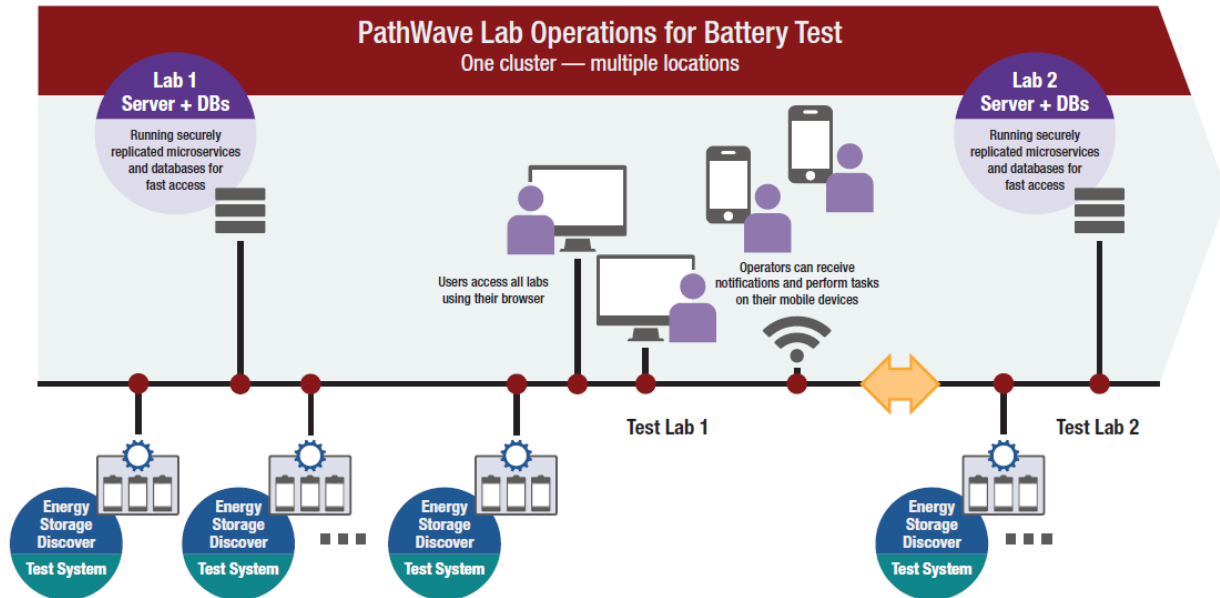 PathWave Lab Operations for Battery Test
One cluster — multiple locations
Lab 1
Server + DBs
Running securely
replicated microservices
and databases for
fast access
Lab 2
Server + DBs
Running securely
replicated microservices
and databases for
fast access
Users access all labs
using their browser
Operators can receive
notifications and perform tasks
on their mobile devices
Test Lab 1
Test Lab 2
Energy
Storage
Discover
Test System
Energy
Storage
Discover
Test System
Energy
Storage
Discover
Test System
Energy
Storage
Discover
Test System